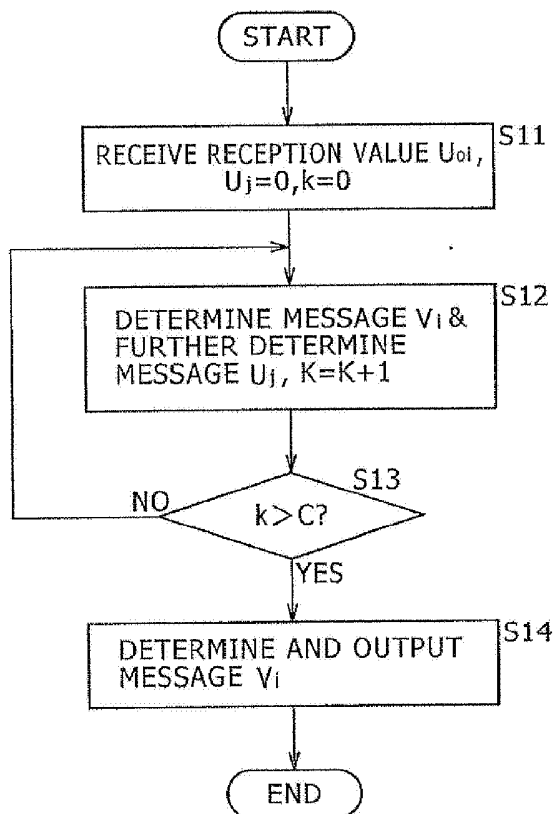 START
S11
RECEIVE RECEPTION VALUE U0i,
Uj=0,k=0
S12
DETERMINE MESSAGE Vi&
FURTHER DETERMINE
MESSAGE Uj, K=K+1
S13
NO
k>C?
YES
S14
DETERMINE AND OUTPUT
MESSAGE Vi
END